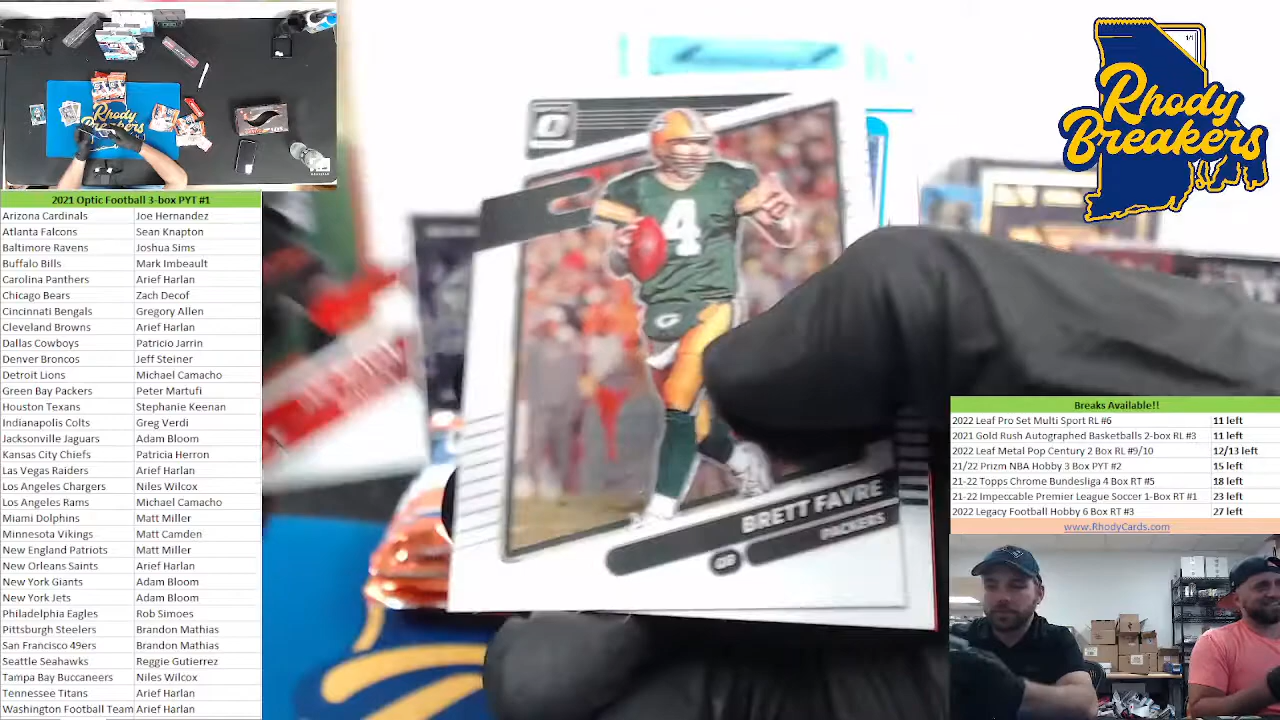 2021 Optic Football 3-box PYT #1
Arizona Cardinals Joe Hernandez
Atlanta Falcons Sean Knapton
Baltimore Ravens Joshua Sims
Buffalo Bills Mark Imbeault
Carolina Panthers Arief Harlan
Chicago Bears Zach Decof
Cincinnati Bengals Gregory Allen
Cleveland Browns Arief Harlan
Dallas Cowboys Patricio Jarrin
Denver Broncos Jeff Steiner
Detroit Lions Michael Camacho
Green Bay Packers Peter Martufi
Houston Texans Stephanie Keenan
Indianapolis Colts Greg Verdi
Jacksonville Jaguars Adam Bloom
Kansas City Chiefs Patricia Herron
Las Vegas Raiders Arief Harlan
Los Angeles Chargers Niles Wilcox
Los Angeles Rams Michael Camacho
Miami Dolphins Matt Miller
Minnesota Vikings Matt Camden
New England Patriots Matt Miller
New Orleans Saints Arief Harlan
New York Giants Adam Bloom
New York Jets Adam Bloom
Philadelphia Eagles Rob Simoes
Pittsburgh Steelers Brandon Mathias
San Francisco 49ers Brandon Mathias
Seattle Seahawks Reggie Gutierrez
Tampa Bay Buccaneers Niles Wilcox
Tennessee Titans Arief Harlan
Washington Football Team Arief Harlan
Rhody
Breakers
4
G
BRETT FAVRE
QB PACKERS
1/1
Rhody
Breakers
Breaks Available!!
2022 Leaf Pro Set Multi Sport RL #6 11 left
2021 Gold Rush Autographed Basketballs 2-box RL #3 11 left
2022 Leaf Metal Pop Century 2 Box RL #9/10 12/13 left
21/22 Prizm NBA Hobby 3 Box PYT #2 15 left
21-22 Topps Chrome Bundesliga 4 Box RT #5 18 left
21-22 Impeccable Premier League Soccer 1-Box RT #1 23 left
2022 Legacy Football Hobby 6 Box RT #3 27 left
www.RhodyCards.com